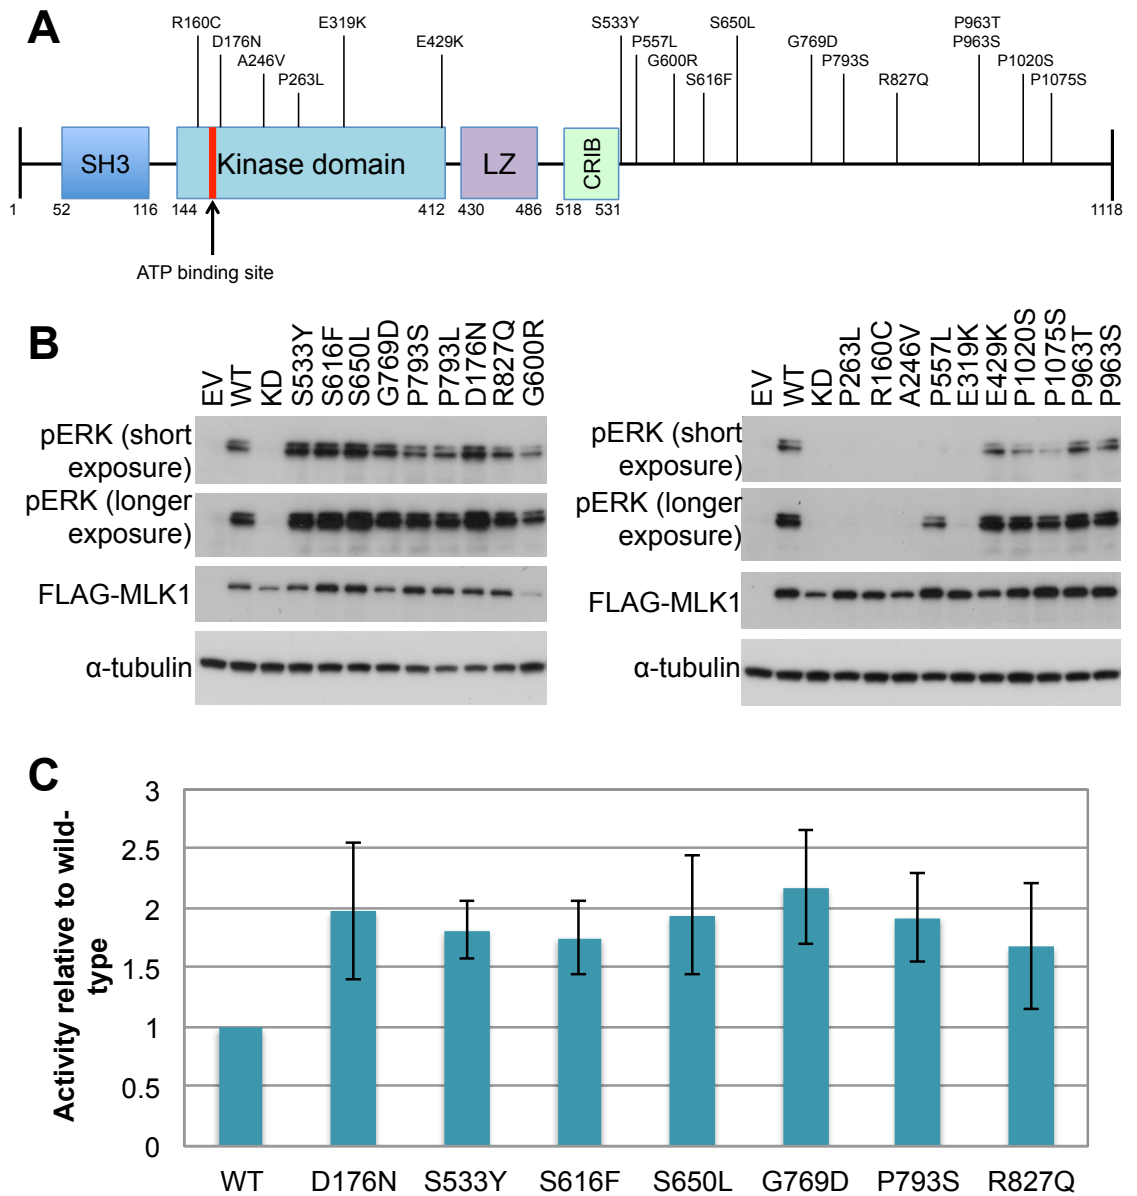 A
R160C
E319K
S533Y
S650L
P963T
D176N
E429K
P557L
G769D
P963S
A246V
G600R
P793S
P1020S
P263L
S616F
R827Q
P1075S
SH3
Kinase domain
LZ
CRIB
1
52
116
144
412
430
486
518
531
1118
ATP binding site
B
EV
WT
KD
S533Y
S616F
S650L
G769D
P793S
P793L
D176N
R827Q
G600R
pERK (short
exposure)
pERK (longer
exposure)
FLAG-MLK1
α-tubulin
EV
WT
KD
P263L
R160C
A246V
P557L
E319K
E429K
P1020S
P1075S
P963T
P963S
pERK (short
exposure)
pERK (longer
exposure)
FLAG-MLK1
α-tubulin
C
Activity relative to wild-
type
3
2.5
2
1.5
1
0.5
0
WT
D176N
S533Y
S616F
S650L
G769D
P793S
R827Q